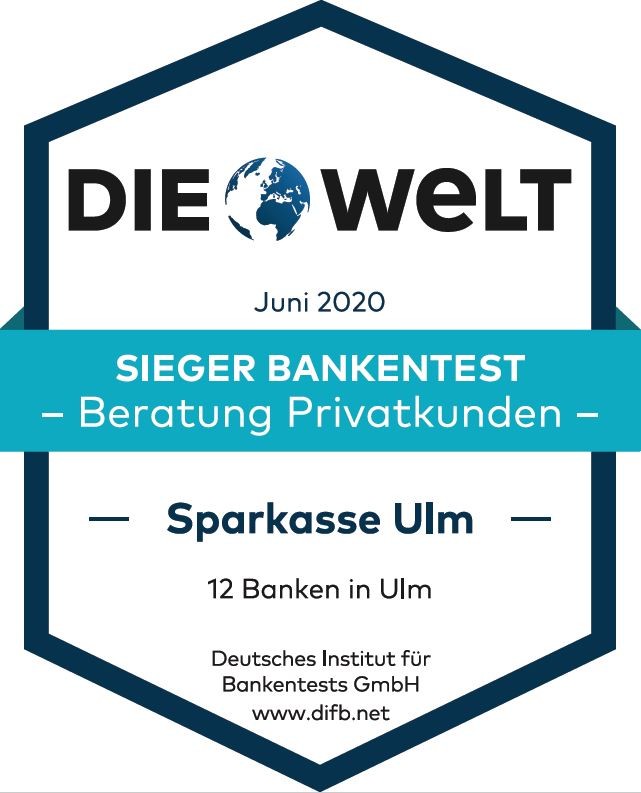 DIE WELT
Juni 2020
SIEGER BANKENTEST
– Beratung Privatkunden –
— Sparkasse Ulm —
12 Banken in Ulm
Deutsches Institut für
Bankentests GmbH
www.difb.net